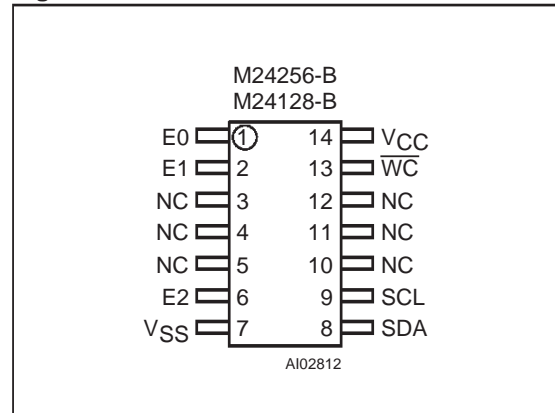 M24256-B
M24128-B
E0 1 14 VCC
E1 2 13 WC
NC 3 12 NC
NC 4 11 NC
NC 5 10 NC
E2 6 9 SCL
VSS 7 8 SDA
AI02812